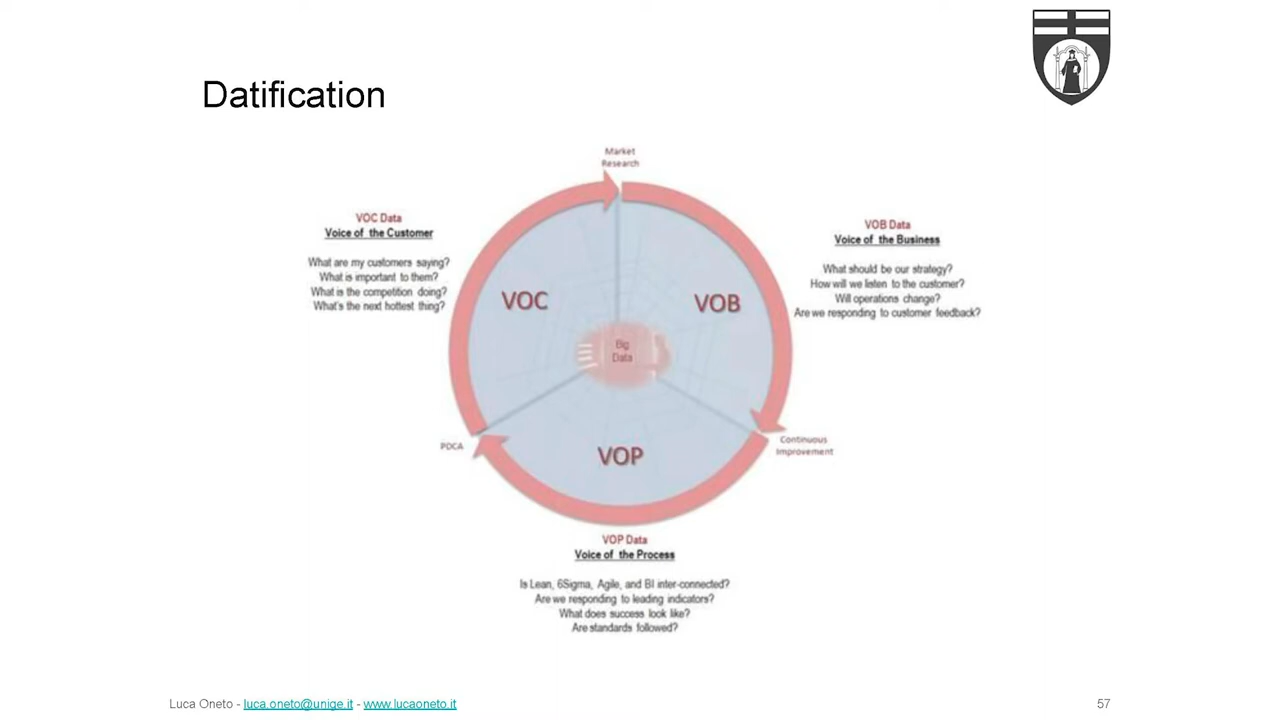 Datification
Market
Research
VOC Data
Voice of the Customer
What are my customers saying?
What is important to them?
What is the competition doing?
What's the next hottest thing?
VOB Data
Voice of the Business
What should be our strategy?
How will we listen to the customer?
Will operations change?
Are we responding to customer feedback?
VOC
VOB
Big
Data
PDCA
Continuous
Improvement
VOP
VOP Data
Voice of the Process
Is Lean, 6Sigma, Agile, and BI inter-connected?
Are we responding to leading indicators?
What does success look like?
Are standards followed?
Luca Oneto - luca.oneto@unige.it - www.lucaoneto.it
57